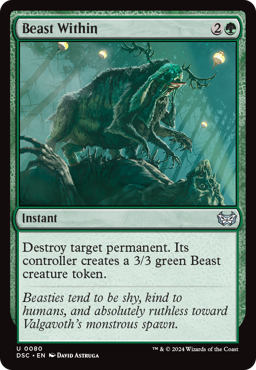 Beast Within 2
Instant
Destroy target permanent. Its
controller creates a 3/3 green Beast
creature token.
Beasties tend to be shy, kind to
humans, and absolutely ruthless toward
Valgavoth's monstrous spawn.
U 0080
DSC • EN DAVID ASTRUGA
™ & © 2024 Wizards of the Coast